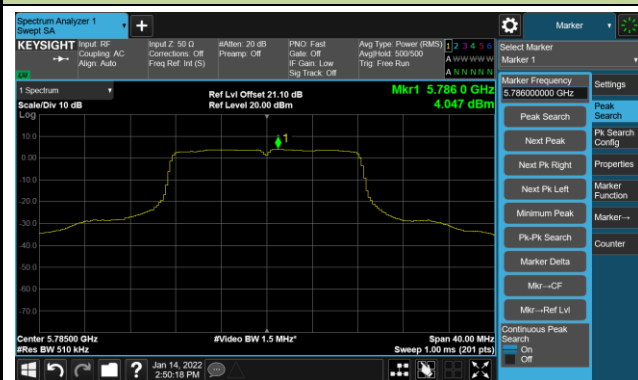 Spectrum Analyzer 1
Swept SA
+
Marker
KEYSIGHT
Input: RF
Coupling: AC
Align: Auto
Input Z: 50 Ω
Corrections: Off
Freq Ref: Int (S)
#Atten: 20 dB
Preamp: Off
PNO: Fast
Gate: Off
IF Gain: Low
Sig Track: Off
Avg Type: Power (RMS)
Avg|Hold: 500/500
Trig: Free Run
1 2 3 4 5 6
A W W W W W
A N N N N N
LXI
Select Marker
Marker 1
Marker Frequency
5.786000000 GHz
Settings
Peak Search
Next Peak
Next Pk Right
Next Pk Left
Minimum Peak
Pk-Pk Search
Marker Delta
Mkr→CF
Mkr→Ref Lvl
Continuous Peak
Search
On
Off
Peak
Search
Pk Search
Config
Properties
Marker
Function
Marker→
Counter
1 Spectrum
Scale/Div 10 dB
Log
Ref Lvl Offset 21.10 dB
Ref Level 20.00 dBm
Mkr1 5.786 0 GHz
4.047 dBm
1
10.0
0.00
-10.0
-20.0
-30.0
-40.0
-50.0
-60.0
-70.0
Center 5.78500 GHz
#Res BW 510 kHz
#Video BW 1.5 MHz*
Span 40.00 MHz
Sweep 1.00 ms (201 pts)
?
Jan 14, 2022
2:50:18 PM